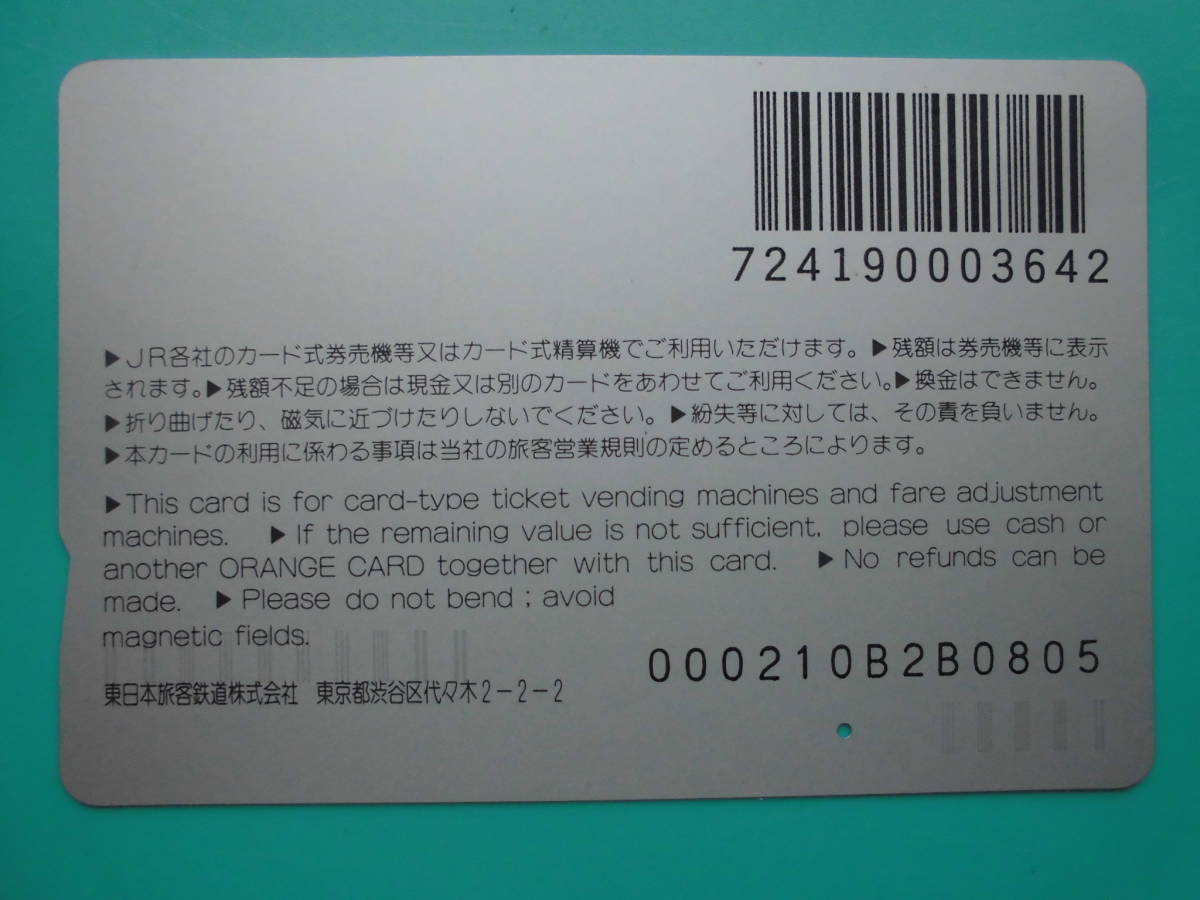 724190003642
▶JR各社のカード式券売機等又はカード式精算機でご利用いただけます。▶残額は券売機等に表示
されます。▶残額不足の場合は現金又は別のカードをあわせてご利用ください。▶換金はできません。
▶折り曲げたり、磁気に近づけたりしないでください。▶紛失等に対しては、その責を負いません。
▶本カードの利用に係わる事項は当社の旅客営業規則の定めるところによります。
▶This card is for card-type ticket vending machines and fare adjustment
machines. ▶If the remaining value is not sufficient, please use cash or
another ORANGE CARD together with this card. ▶No refunds can be
made. ▶Please do not bend ; avoid
magnetic fields.
000210B2B0805
東日本旅客鉄道株式会社 東京都渋谷区代々木2-2-2